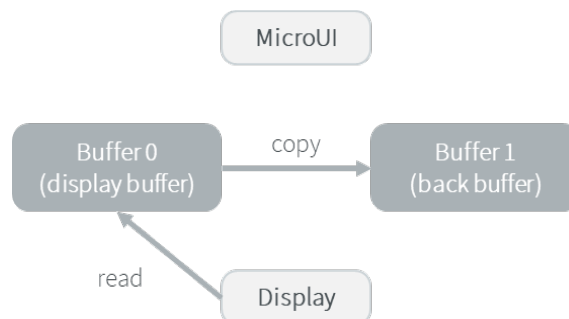 MicroUI
Buffer 0
(display buffer)
copy
Buffer 1
(back buffer)
read
Display